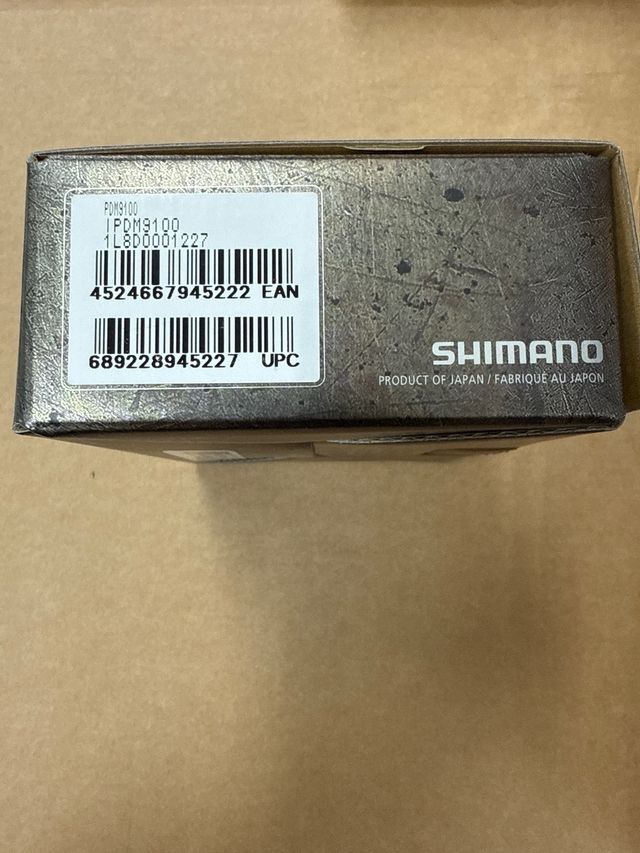 PDM9100
IPDM9100
1L8D0001227
4524667945222 EAN
689228945227 UPC
SHIMANO
PRODUCT OF JAPAN / FABRIQUÉ AU JAPON